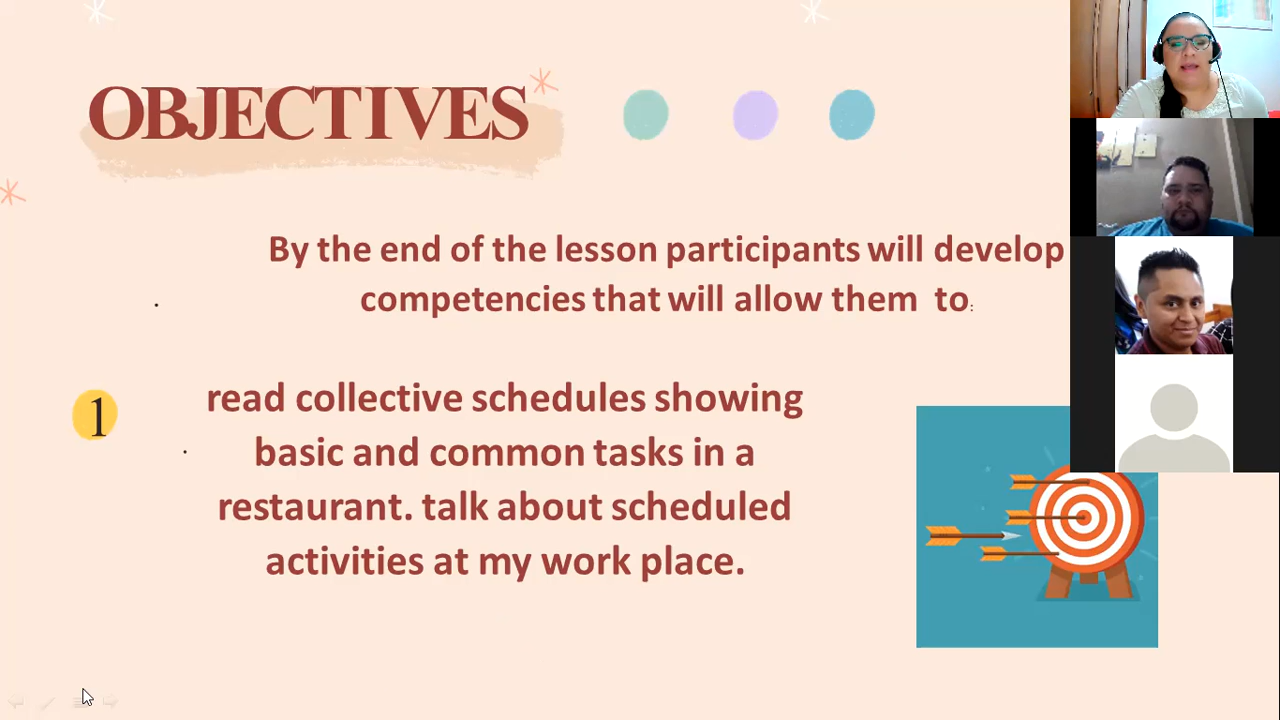 OBJECTIVES
By the end of the lesson participants will develop
competencies that will allow them  to:
1
read collective schedules showing
basic and common tasks in a
restaurant. talk about scheduled
activities at my work place.